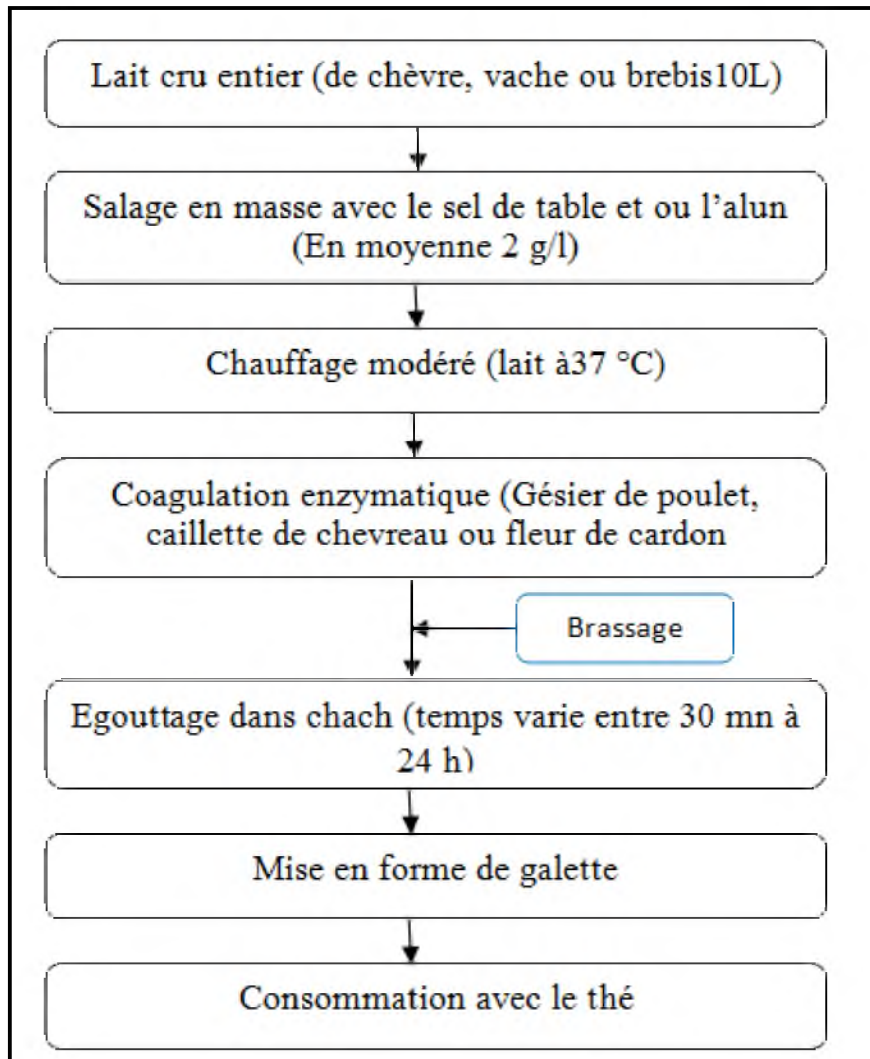 Lait cru entier (de chèvre, vache ou brebis10L)
Salage en masse avec le sel de table et ou l’alun
(En moyenne 2 g/l)
Chauffage modéré (lait à37 °C)
Coagulation enzymatique (Gésier de poulet,
caillette de chevreau ou fleur de cardon
Brassage
Egouttage dans chach (temps varie entre 30 mn à
24 h)
Mise en forme de galette
Consommation avec le thé